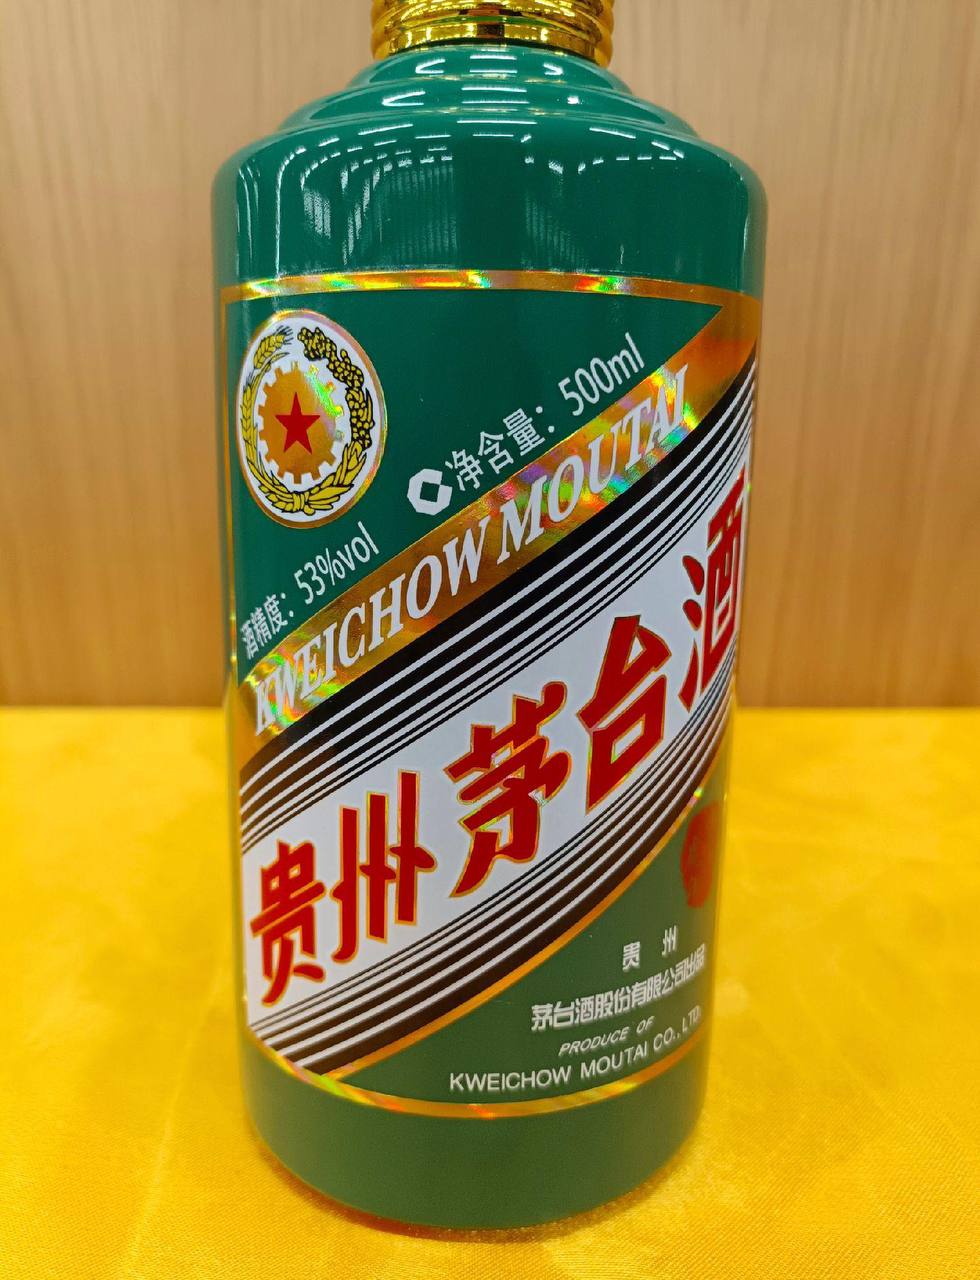 净含量：500ml
酒精度：53%vol
KWEICHOW MOUTAI
贵州茅台酒
贵州
茅台酒股份有限公司出品
PRODUCE OF
KWEICHOW MOUTAI CO., LTD.